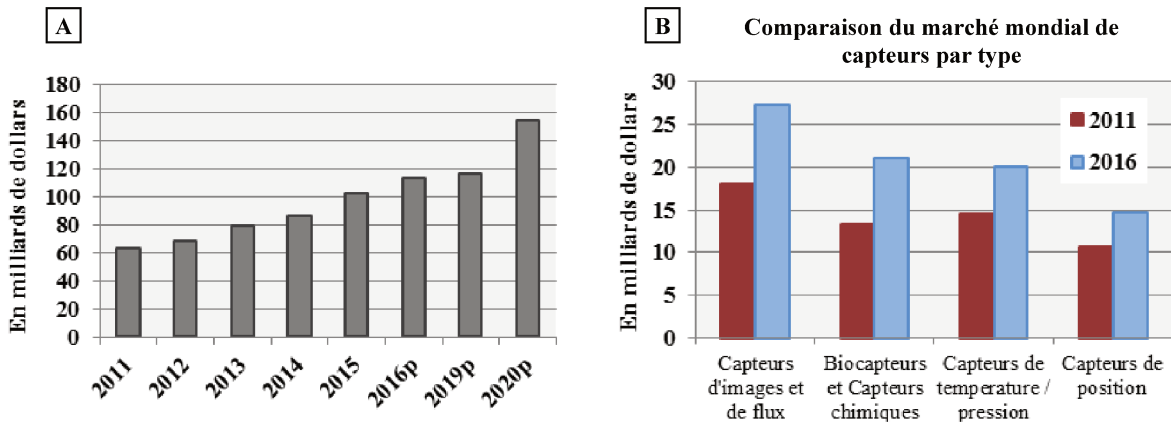 A
En milliards de dollars
180
160
140
120
100
80
60
40
20
0
2011
2012
2013
2014
2015
2016p
2019p
2020p
B
Comparaison du marché mondial de
capteurs par type
En milliards de dollars
30
25
20
15
10
5
0
2011
2016
Capteurs
d'images et
de flux
Biocapteurs
et Capteurs
chimiques
Capteurs de
temperature /
pression
Capteurs de
position